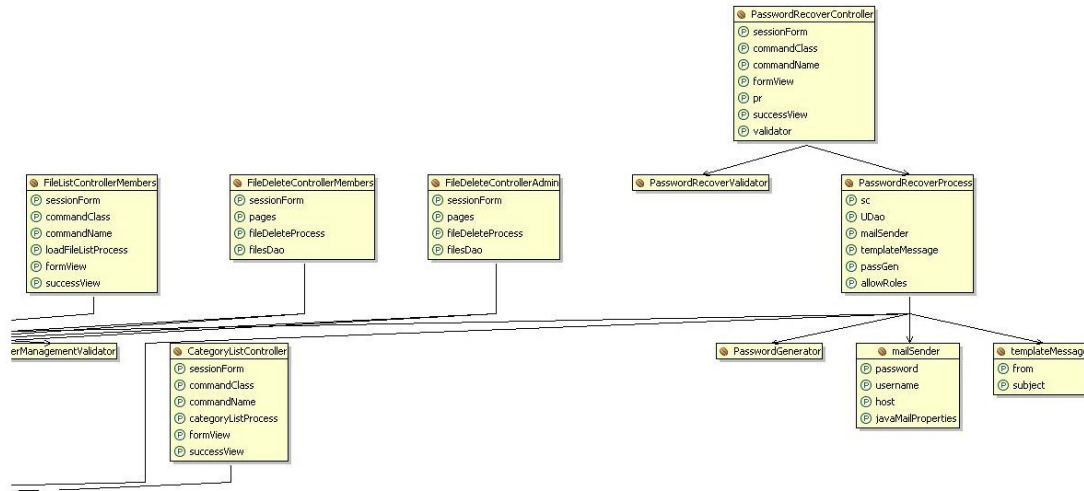 PasswordRecoverController
sessionForm
commandClass
commandName
formView
pr
successView
validator
FileListControllerMembers
sessionForm
commandClass
commandName
loadFileListProcess
formView
successView
FileDeleteControllerMembers
sessionForm
pages
fileDeleteProcess
filesDao
FileDeleteControllerAdmin
sessionForm
pages
fileDeleteProcess
filesDao
PasswordRecoverValidator
PasswordRecoverProcess
sc
UDao
mailSender
templateMessage
passGen
allowRoles
erManagementValidator
CategoryListController
sessionForm
commandClass
commandName
categoryListProcess
formView
successView
PasswordGenerator
mailSender
password
username
host
javaMailProperties
templateMessage
from
subject